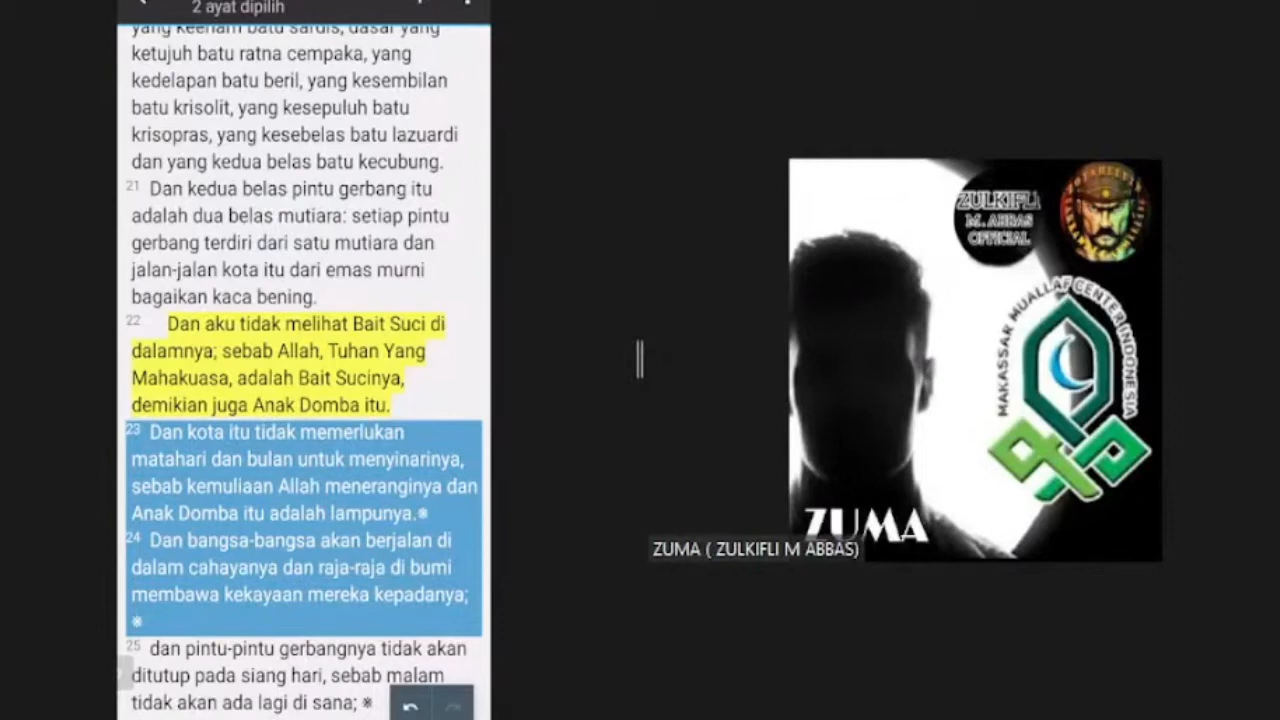 2 ayat dipilih
yang keenam batu sardis, dasar yang
ketujuh batu ratna cempaka, yang
kedelapan batu beril, yang kesembilan
batu krisolit, yang kesepuluh batu
krisopras, yang kesebelas batu lazuardi
dan yang kedua belas batu kecubung.
21 Dan kedua belas pintu gerbang itu
adalah dua belas mutiara: setiap pintu
gerbang terdiri dari satu mutiara dan
jalan-jalan kota itu dari emas murni
bagaikan kaca bening.
22 Dan aku tidak melihat Bait Suci di
dalamnya; sebab Allah, Tuhan Yang
Mahakuasa, adalah Bait Sucinya,
demikian juga Anak Domba itu.
23 Dan kota itu tidak memerlukan
matahari dan bulan untuk menyinarinya,
sebab kemuliaan Allah meneranginya dan
Anak Domba itu adalah lampunya.※
24 Dan bangsa-bangsa akan berjalan di
dalam cahayanya dan raja-raja di bumi
membawa kekayaan mereka kepadanya;
※
25 dan pintu-pintu gerbangnya tidak akan
ditutup pada siang hari, sebab malam
tidak akan ada lagi di sana; ※
ZULKIFLI
M. ABBAS
OFFICIAL
MAKASSAR MUALLAF CENTER INDONESIA
ZUMA
ZUMA ( ZULKIFLI M ABBAS)